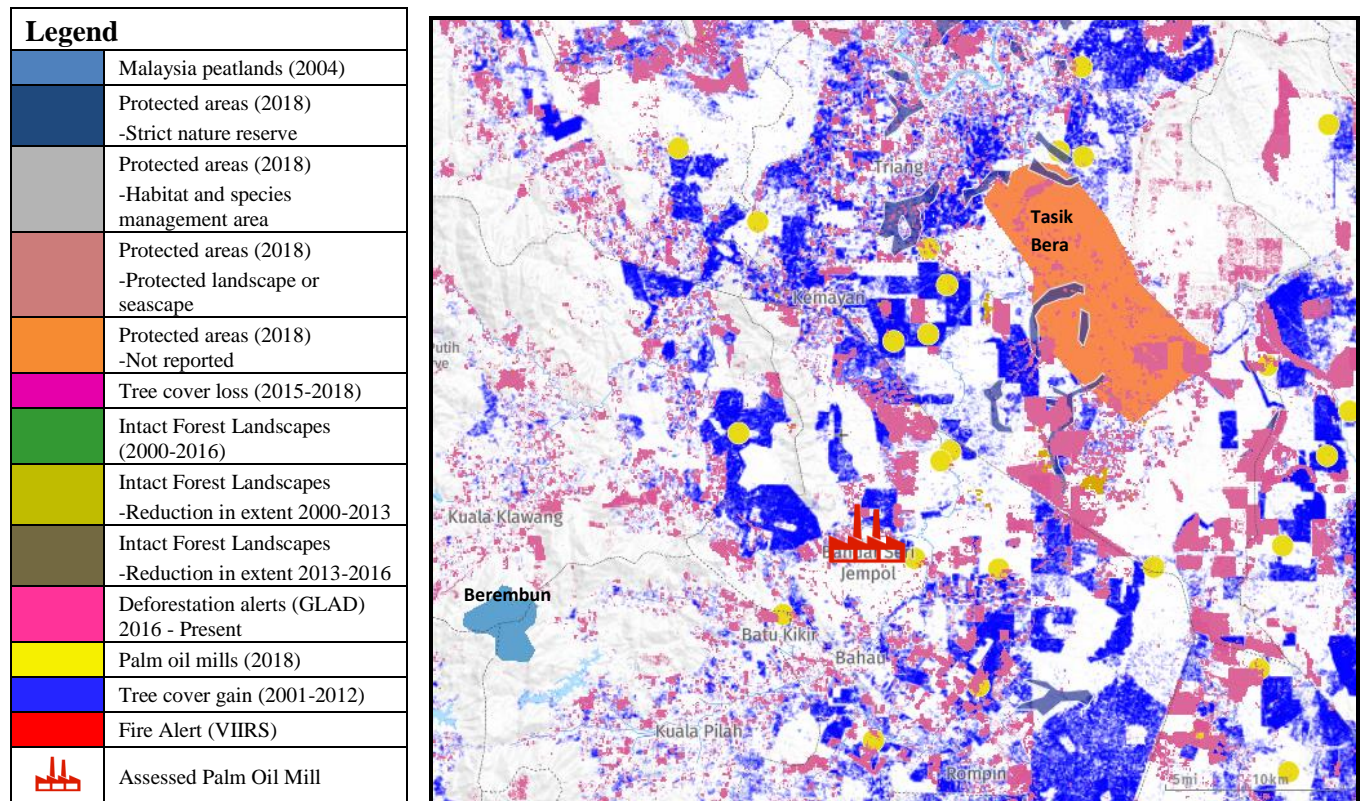 Legend
Malaysia peatlands (2004)
Protected areas (2018)
-Strict nature reserve
Protected areas (2018)
-Habitat and species
management area
Protected areas (2018)
-Protected landscape or
seascape
Protected areas (2018)
-Not reported
Tree cover loss (2015-2018)
Intact Forest Landscapes
(2000-2016)
Intact Forest Landscapes
-Reduction in extent 2000-2013
Intact Forest Landscapes
-Reduction in extent 2013-2016
Deforestation alerts (GLAD)
2016 - Present
Palm oil mills (2018)
Tree cover gain (2001-2012)
Fire Alert (VIIRS)
Assessed Palm Oil Mill
Triang
Tasik
Bera
Kemayan
Kuala Klawang
Bandar Seri
Jempol
Berembun
Batu Kikir
Bahau
Kuala Pilah
Rompin
5mi
10km